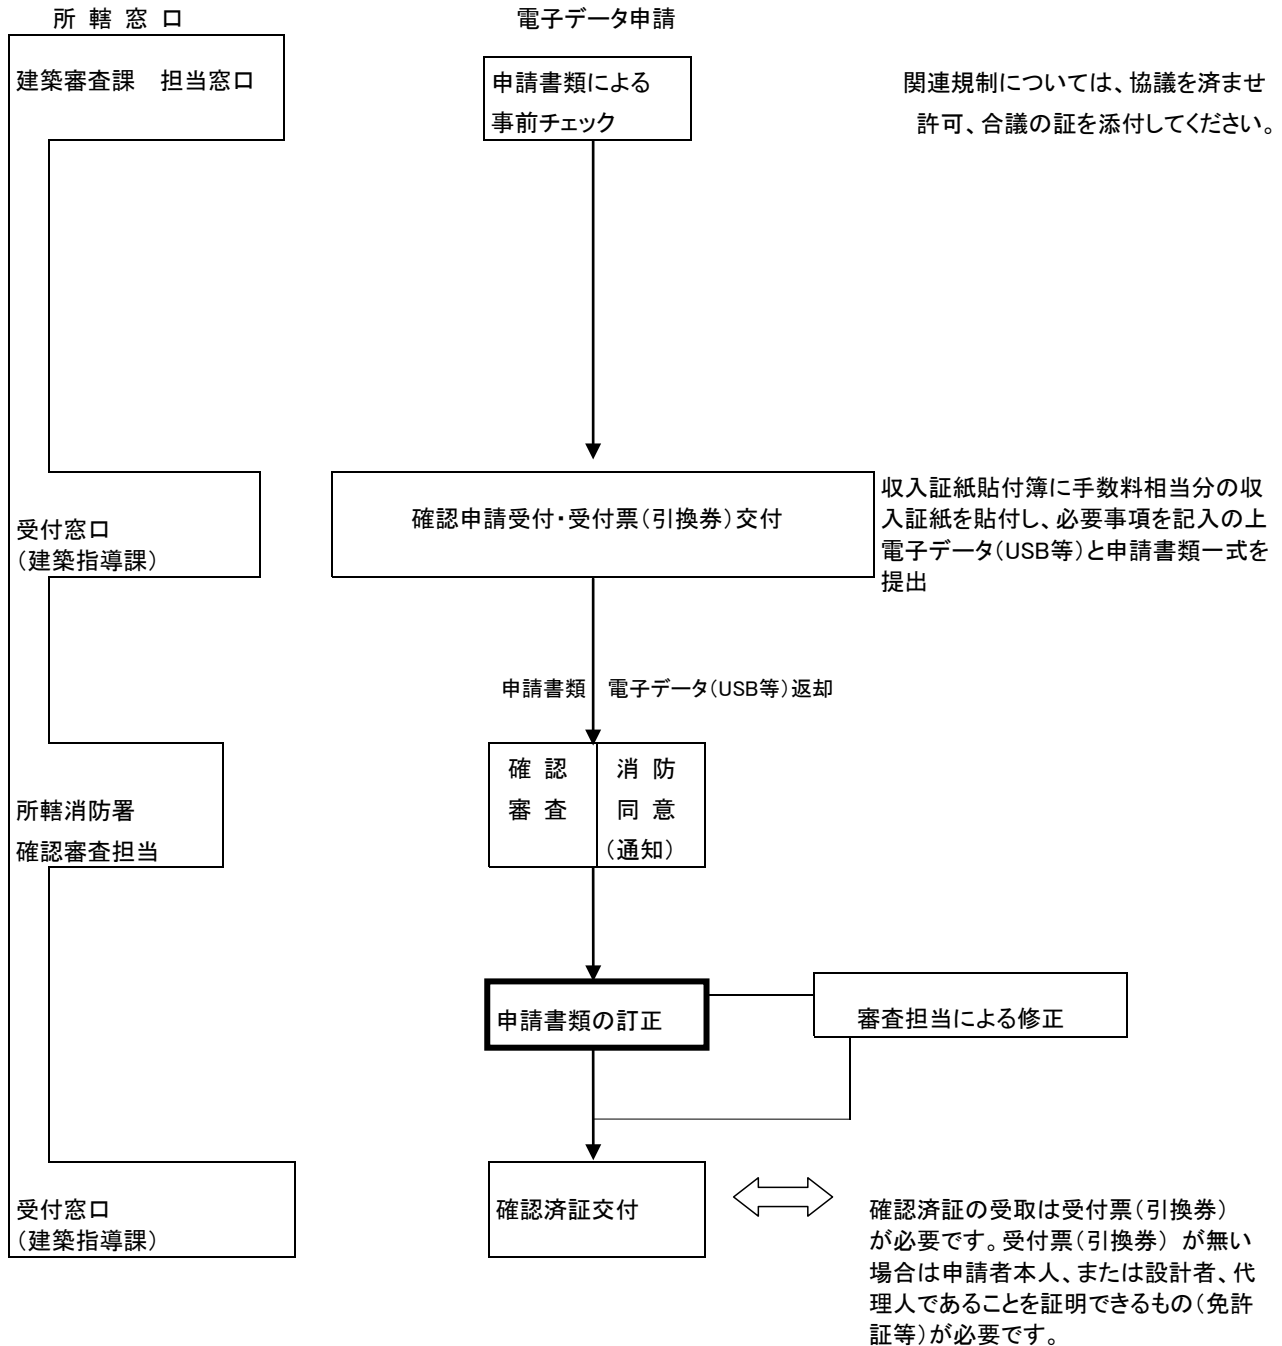 所 轄 窓 口
電子データ申請
建築審査課　担当窓口
申請書類による
事前チェック
関連規制については、協議を済ませ
許可、合議の証を添付してください。
受付窓口
（建築指導課）
確認申請受付・受付票（引換券）交付
収入証紙貼付簿に手数料相当分の収
入証紙を貼付し、必要事項を記入の上
電子データ（USB等）と申請書類一式を
提出
申請書類
電子データ（USB等）返却
所轄消防署
確認審査担当
確 認
審 査
消 防
同 意
（通知）
申請書類の訂正
審査担当による修正
受付窓口
（建築指導課）
確認済証交付
確認済証の受取は受付票（引換券）
が必要です。受付票（引換券） が無い
場合は申請者本人、または設計者、代
理人であることを証明できるもの（免許
証等）が必要です。